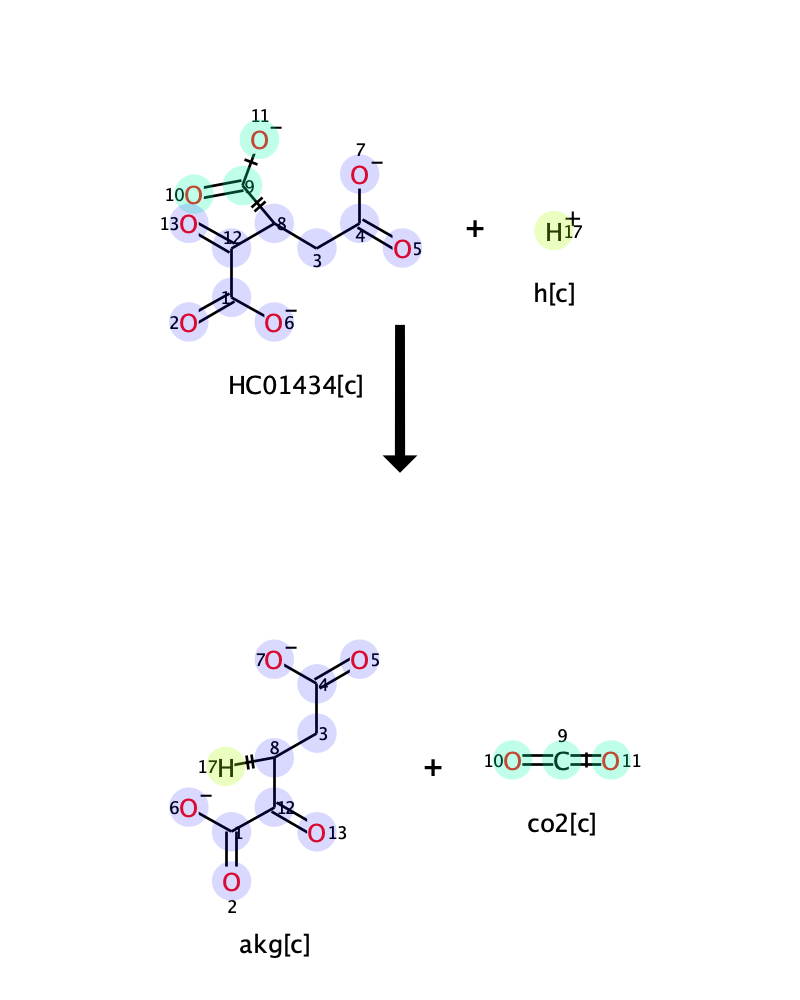 11
O −
7
O −
10 O
9
13 O
12
8
4
O 5
3
+
H + 17
h[c]
1
2 O
O − 6
HC01434[c]
7 O −
O 5
4
3
8
17 H
9
10 O C O 11
+
6 O −
12
O 13
1
co2[c]
O
2
akg[c]